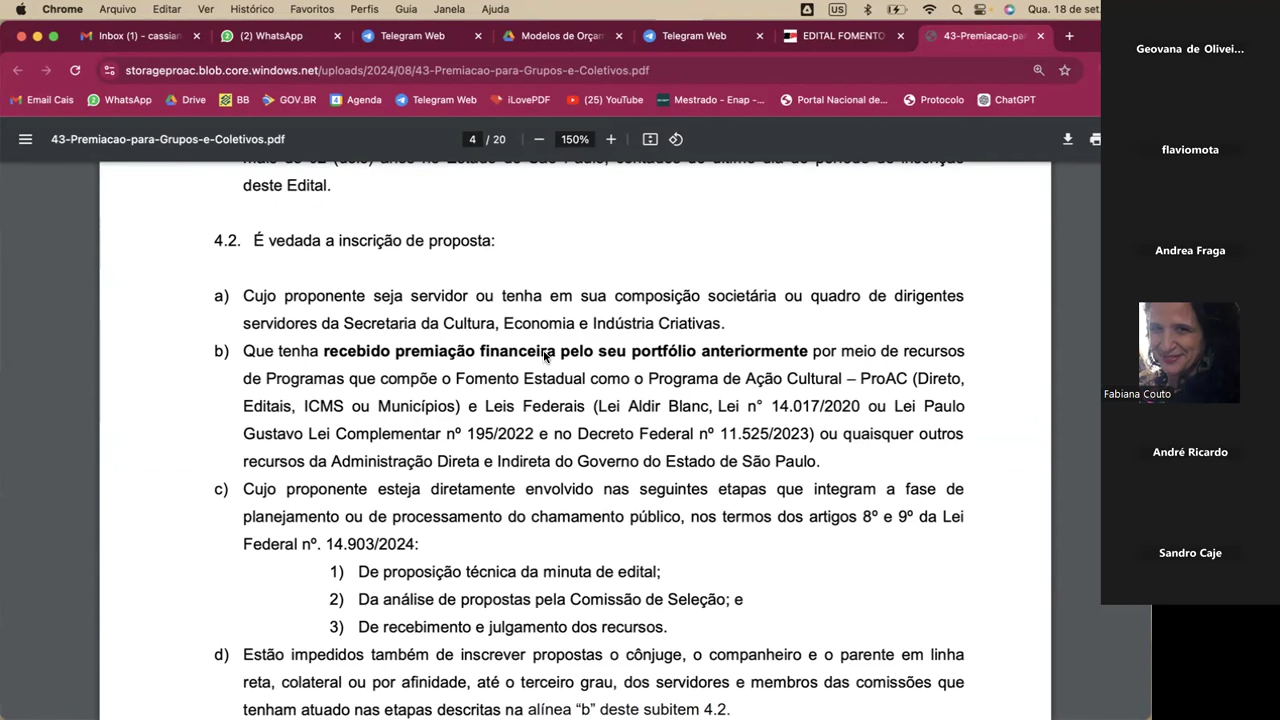 Chrome Arquivo Editar Ver Histórico Favoritos Perfis Guia Janela Ajuda US Qua. 18 de set.
Inbox (1) - cassian
(2) WhatsApp
Telegram Web
Modelos de Orçam
Telegram Web
EDITAL FOMENTO
43-Premiacao-pa
storageproac.blob.core.windows.net/uploads/2024/08/43-Premiacao-para-Grupos-e-Coletivos.pdf
Email Cais WhatsApp Drive BB GOV.BR Agenda Telegram Web iLovePDF (25) YouTube Mestrado - Enap -... Portal Nacional de... Protocolo ChatGPT
43-Premiacao-para-Grupos-e-Coletivos.pdf 4 / 20 150%
deste Edital.
4.2. É vedada a inscrição de proposta:
a) Cujo proponente seja servidor ou tenha em sua composição societária ou quadro de dirigentes
servidores da Secretaria da Cultura, Economia e Indústria Criativas.
b) Que tenha recebido premiação financeira pelo seu portfólio anteriormente por meio de recursos
de Programas que compõe o Fomento Estadual como o Programa de Ação Cultural – ProAC (Direto,
Editais, ICMS ou Municípios) e Leis Federais (Lei Aldir Blanc, Lei n° 14.017/2020 ou Lei Paulo
Gustavo Lei Complementar nº 195/2022 e no Decreto Federal nº 11.525/2023) ou quaisquer outros
recursos da Administração Direta e Indireta do Governo do Estado de São Paulo.
c) Cujo proponente esteja diretamente envolvido nas seguintes etapas que integram a fase de
planejamento ou de processamento do chamamento público, nos termos dos artigos 8º e 9º da Lei
Federal nº. 14.903/2024:
1) De proposição técnica da minuta de edital;
2) Da análise de propostas pela Comissão de Seleção; e
3) De recebimento e julgamento dos recursos.
d) Estão impedidos também de inscrever propostas o cônjuge, o companheiro e o parente em linha
reta, colateral ou por afinidade, até o terceiro grau, dos servidores e membros das comissões que
tenham atuado nas etapas descritas na alínea “b” deste subitem 4.2.
Geovana de Olivei...
flaviomota
Andrea Fraga
Fabiana Couto
André Ricardo
Sandro Caje